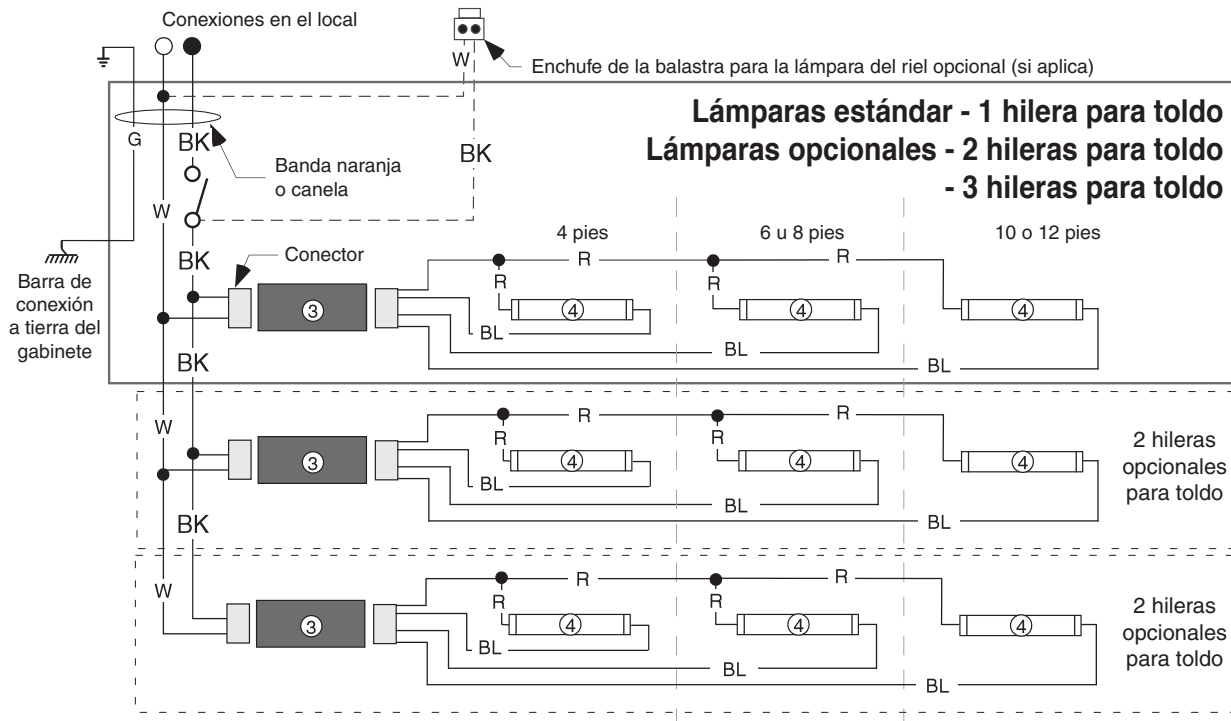 Conexiones en el local
W
Enchufe de la balastra para la lámpara del riel opcional (si aplica)
Lámparas estándar - 1 hilera para toldo
Lámparas opcionales - 2 hileras para toldo
- 3 hileras para toldo
G
BK
BK
Banda naranja
o canela
W
4 pies
6 u 8 pies
10 o 12 pies
BK
Conector
R
R
R
R
Barra de
conexión
a tierra del
gabinete
3
4
4
4
BL
BL
BL
BK
W
R
R
R
R
3
4
4
4
2 hileras
opcionales
para toldo
BL
BL
BL
BK
W
R
R
R
R
3
4
4
4
2 hileras
opcionales
para toldo
BL
BL
BL